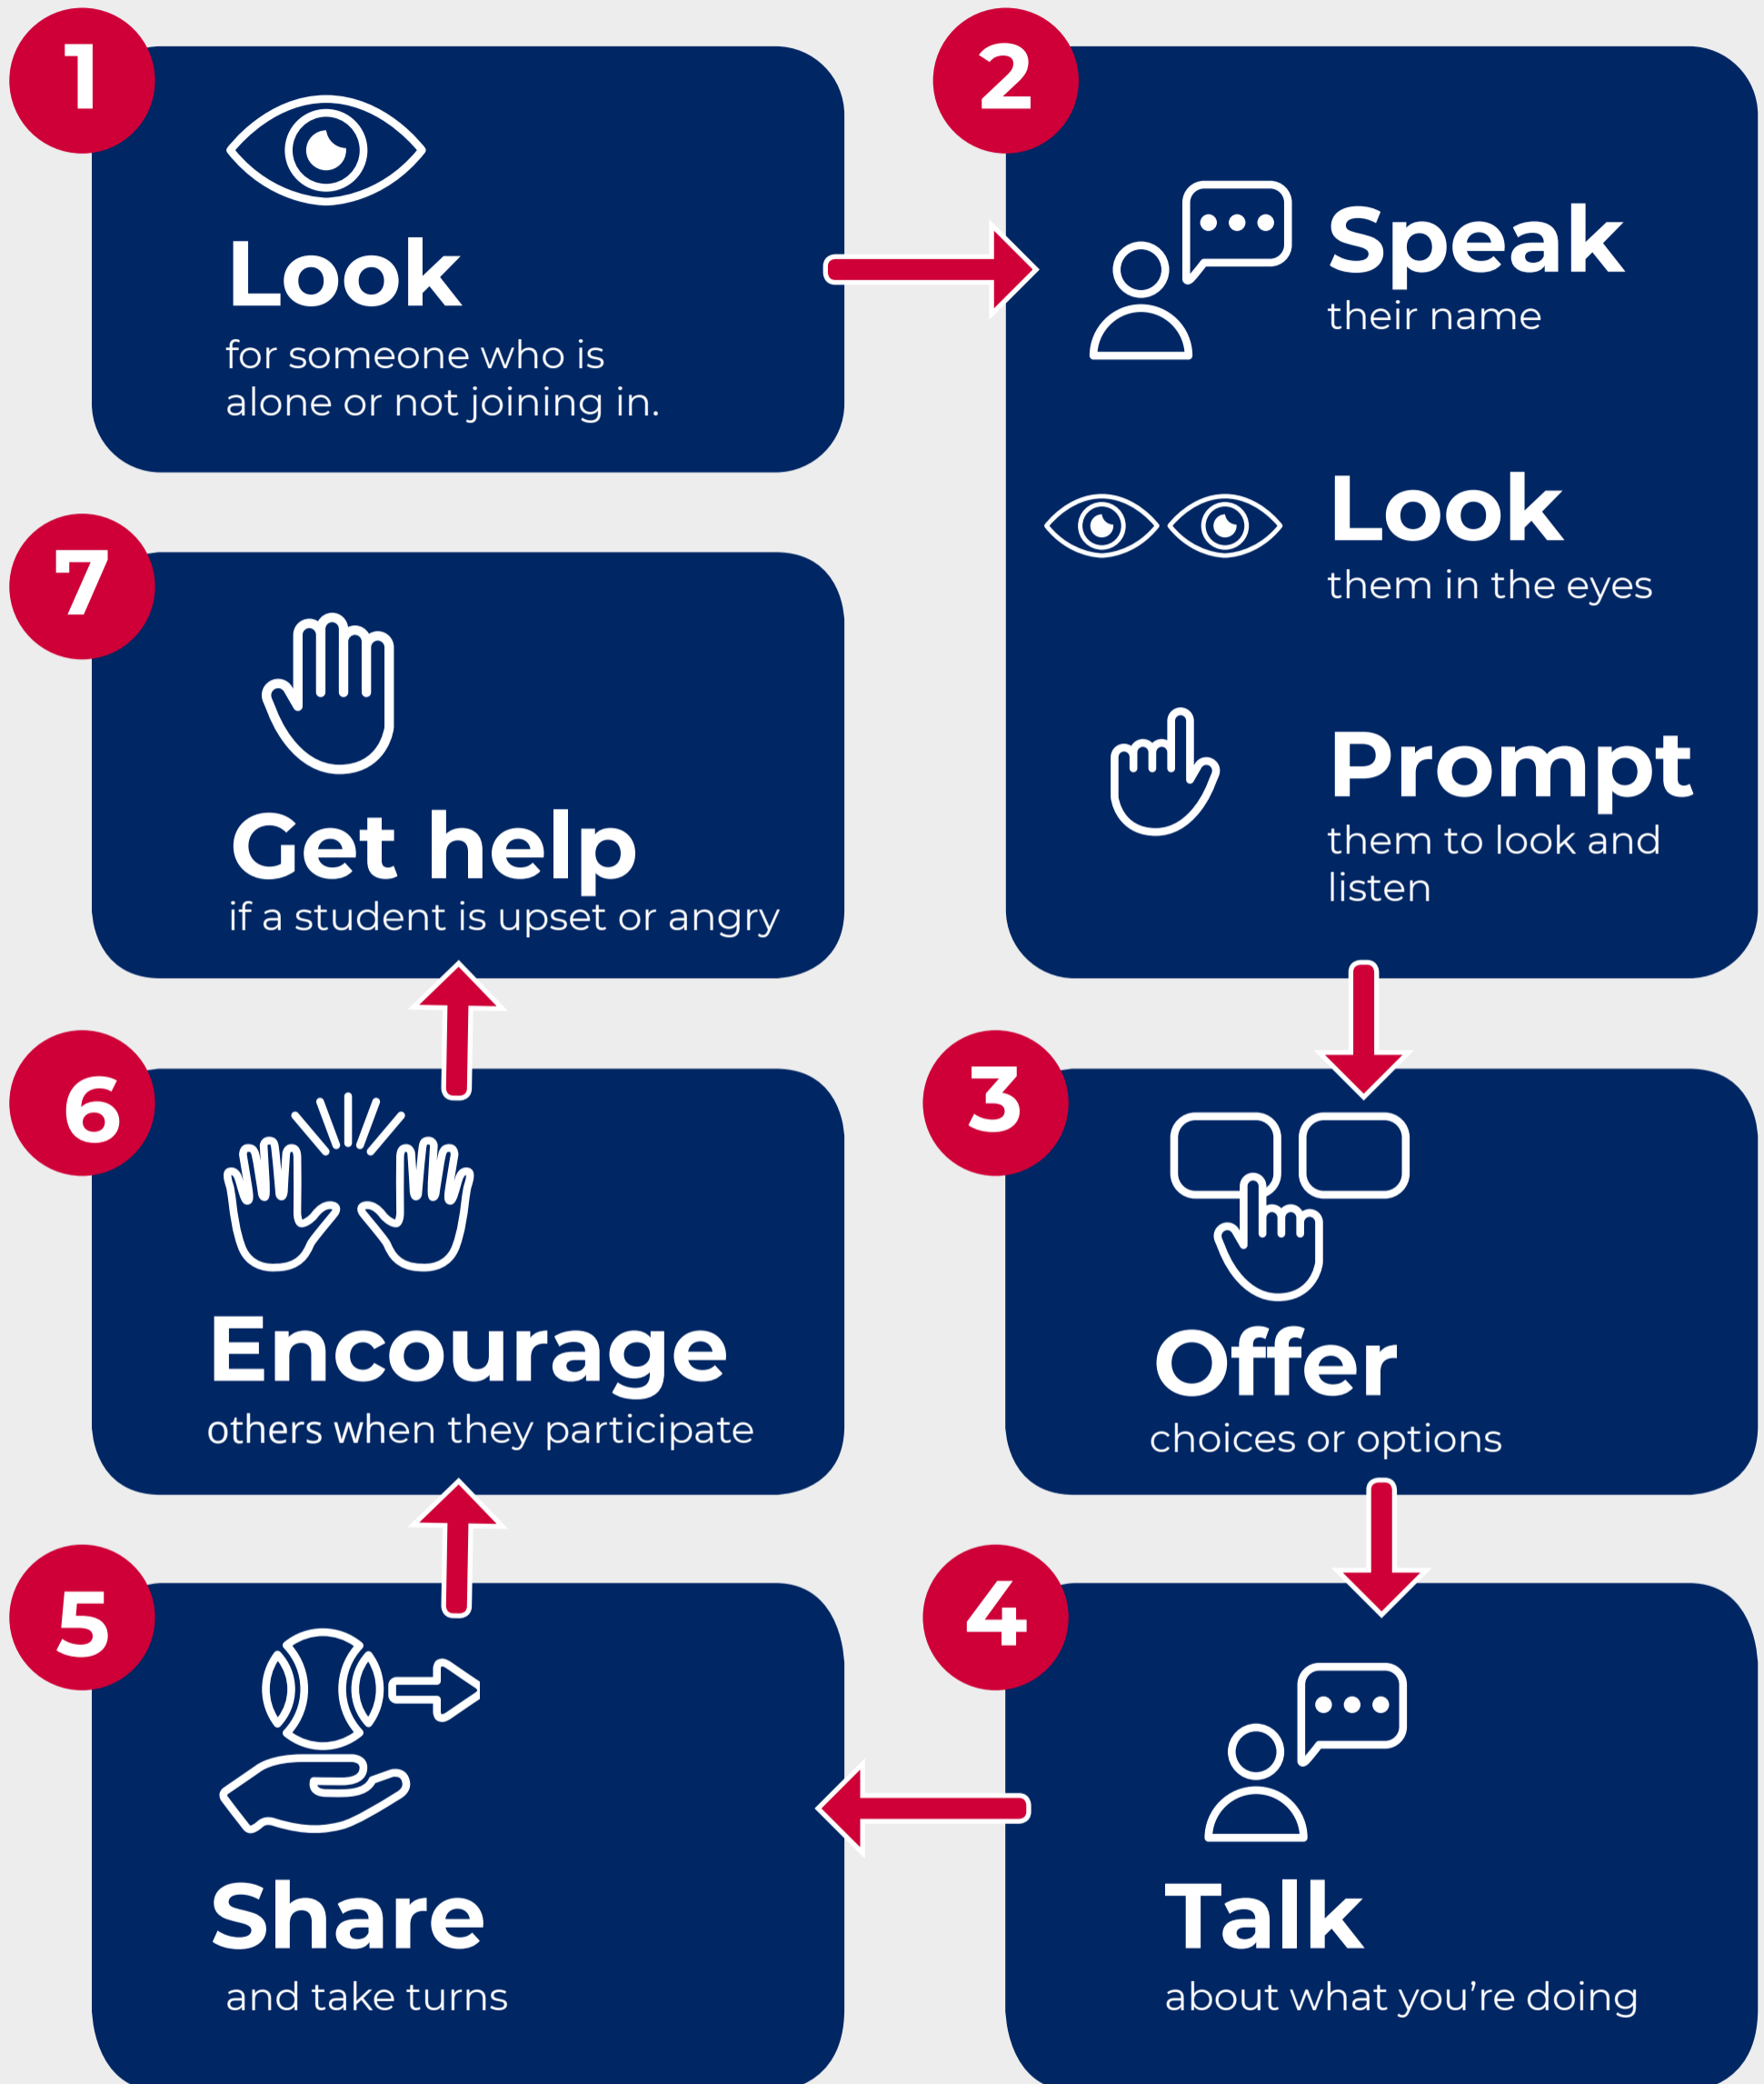 1
Look
for someone who is
alone or not joining in.
2
Speak
their name
Look
them in the eyes
Prompt
them to look and
listen
3
Offer
choices or options
4
Talk
about what you're doing
5
Share
and take turns
6
Encourage
others when they participate
7
Get help
if a student is upset or angry